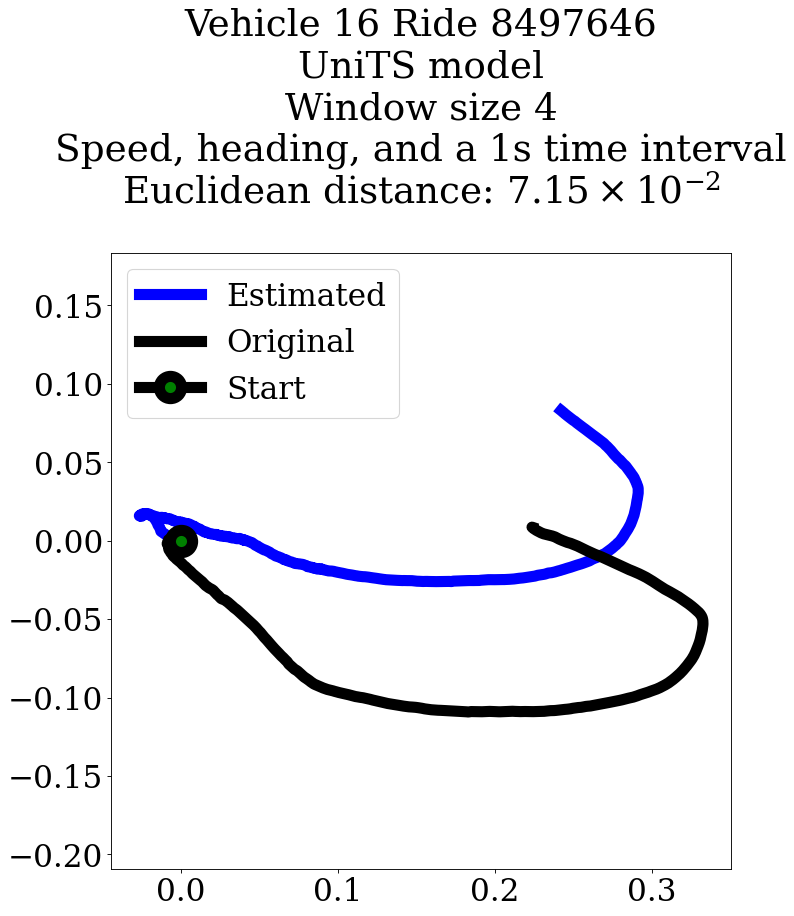 Vehicle 16 Ride 8497646
UniTS model
Window size 4
Speed, heading, and a 1s time interval
Euclidean distance: 7.15 × 10⁻²
Estimated
Original
Start
0.15
0.10
0.05
0.00
−0.05
−0.10
−0.15
−0.20
0.0 0.1 0.2 0.3